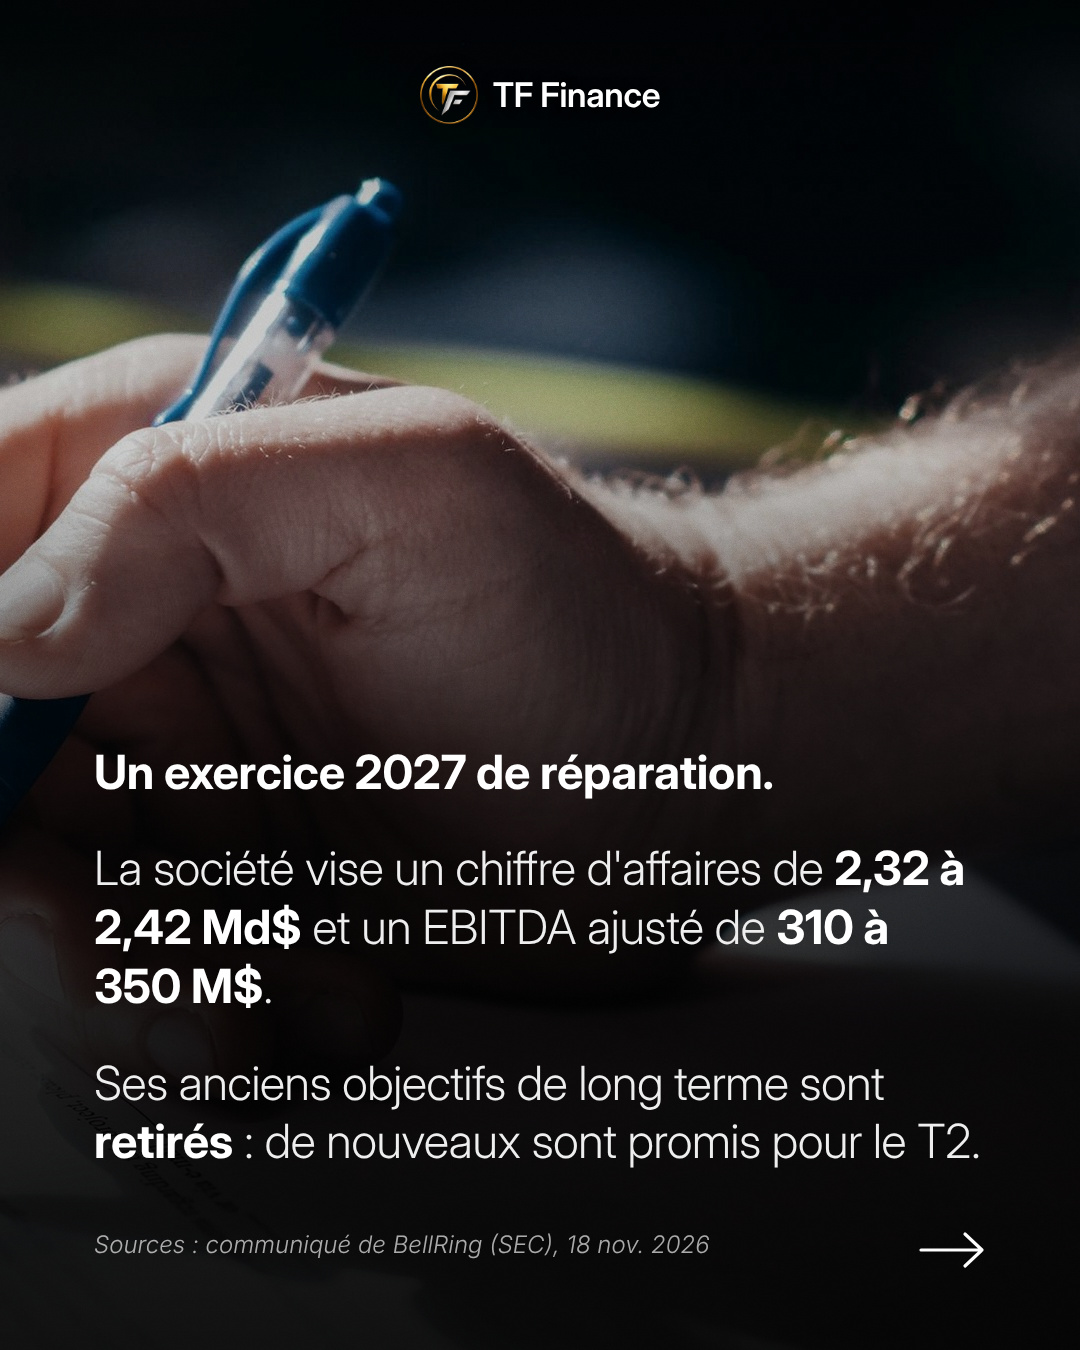 TF Finance
Un exercice 2027 de réparation.
La société vise un chiffre d'affaires de 2,32 à
2,42 Md$ et un EBITDA ajusté de 310 à
350 M$.
Ses anciens objectifs de long terme sont
retirés : de nouveaux sont promis pour le T2.
Sources : communiqué de BellRing (SEC), 18 nov. 2026